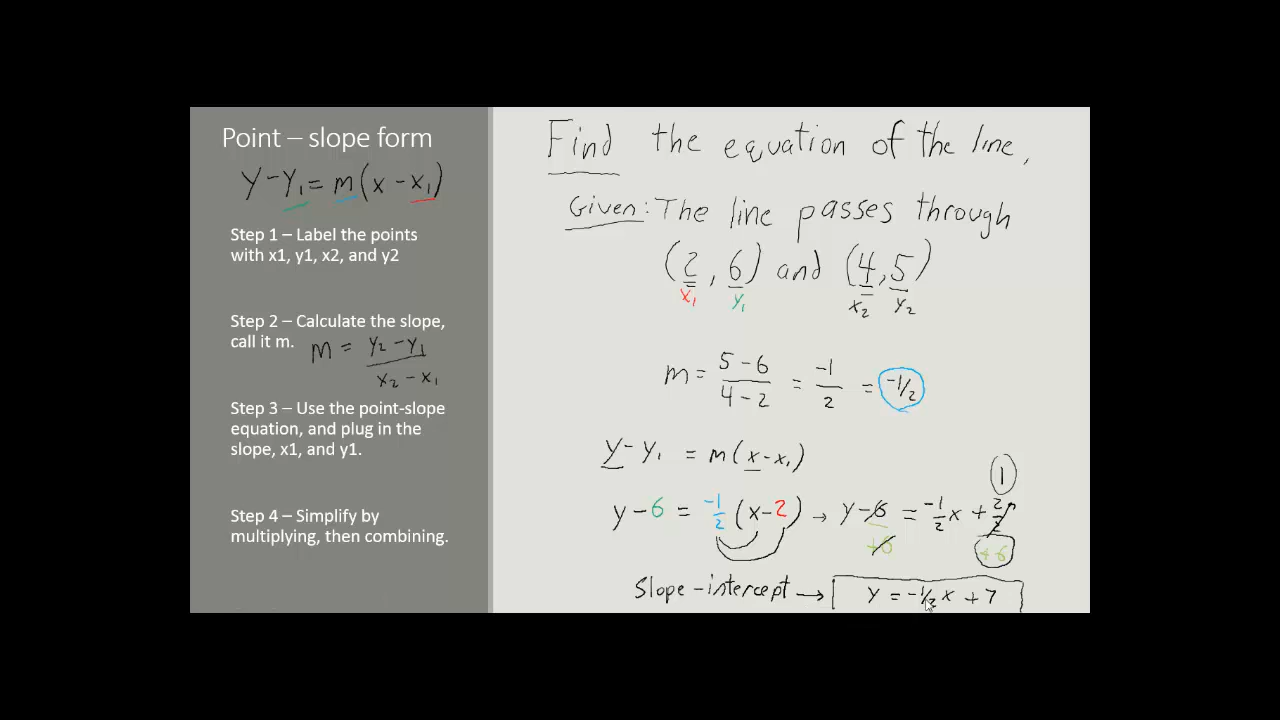 Point – slope form
y - y₁ = m(x - x₁)
Step 1 – Label the points
with x1, y1, x2, and y2
Step 2 – Calculate the slope,
call it m. m = (y₂ - y₁)/(x₂ - x₁)
Step 3 – Use the point-slope
equation, and plug in the
slope, x1, and y1.
Step 4 – Simplify by
multiplying, then combining.
Find the equation of the line,
Given: The line passes through
(2, 6) and (4, 5)
x₁ y₁ x₂ y₂
m = (5 - 6)/(4 - 2) = -1/2 = -1/2
y - y₁ = m(x - x₁)
1
y - 6 = -1/2 (x - 2) → y - 6 = -1/2 x + 2/2
+6 +6
Slope - intercept → y = -1/2 x + 7